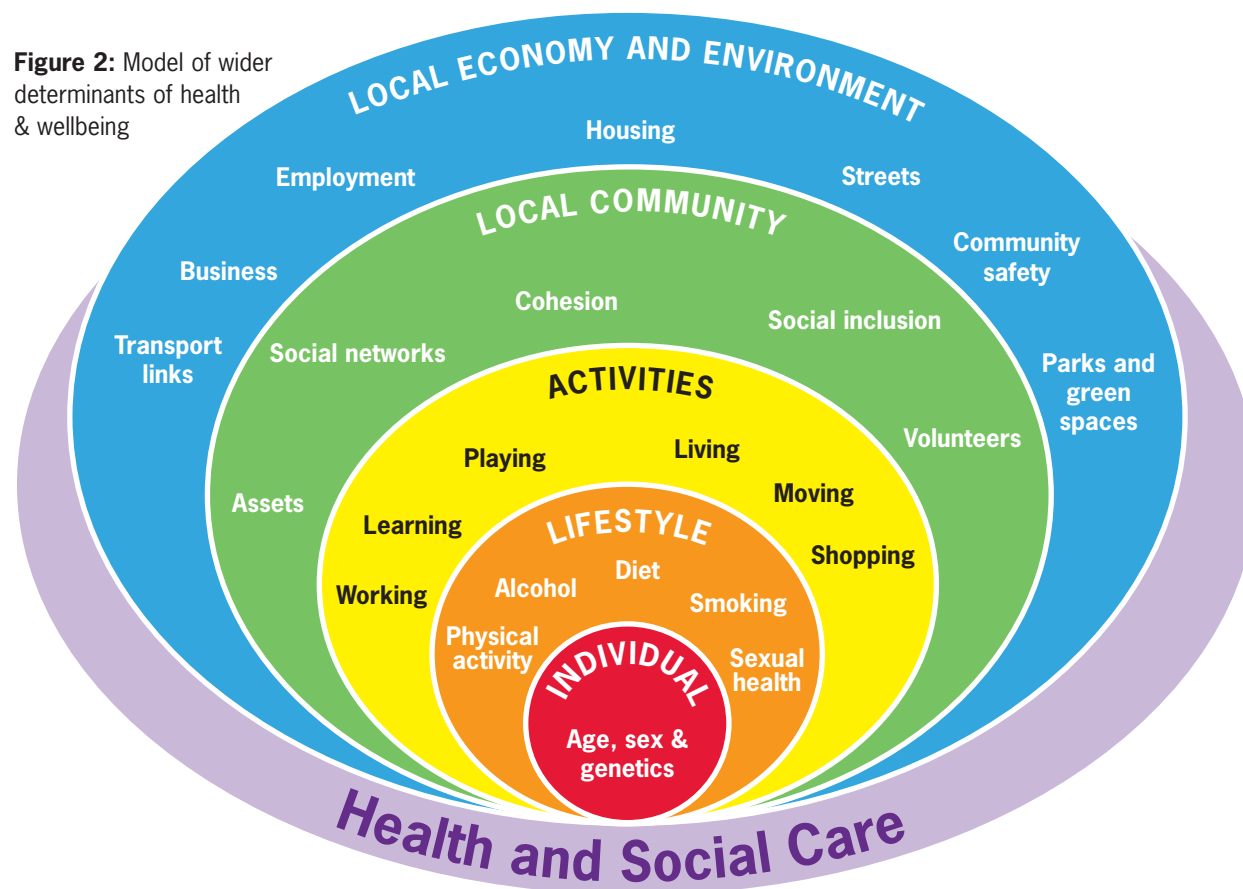 Figure 2: Model of wider
determinants of health
& wellbeing
LOCAL ECONOMY AND ENVIRONMENT
Housing
Employment
Streets
Business
Community
safety
Transport
links
Parks and
green
spaces
LOCAL COMMUNITY
Cohesion
Social inclusion
Social networks
Volunteers
Assets
ACTIVITIES
Playing
Living
Learning
Moving
Working
Shopping
LIFESTYLE
Diet
Alcohol
Smoking
Physical
activity
Sexual
health
INDIVIDUAL
Age, sex &
genetics
Health and Social Care